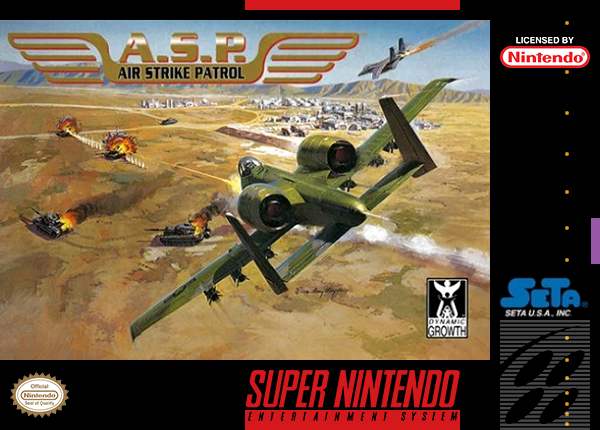 A.S.P.
AIR STRIKE PATROL
LICENSED BY
Nintendo
DYNAMIC
GROWTH
SETA
SETA U.S.A., INC.
Official
Nintendo
Seal of Quality
SUPER NINTENDO
ENTERTAINMENT SYSTEM